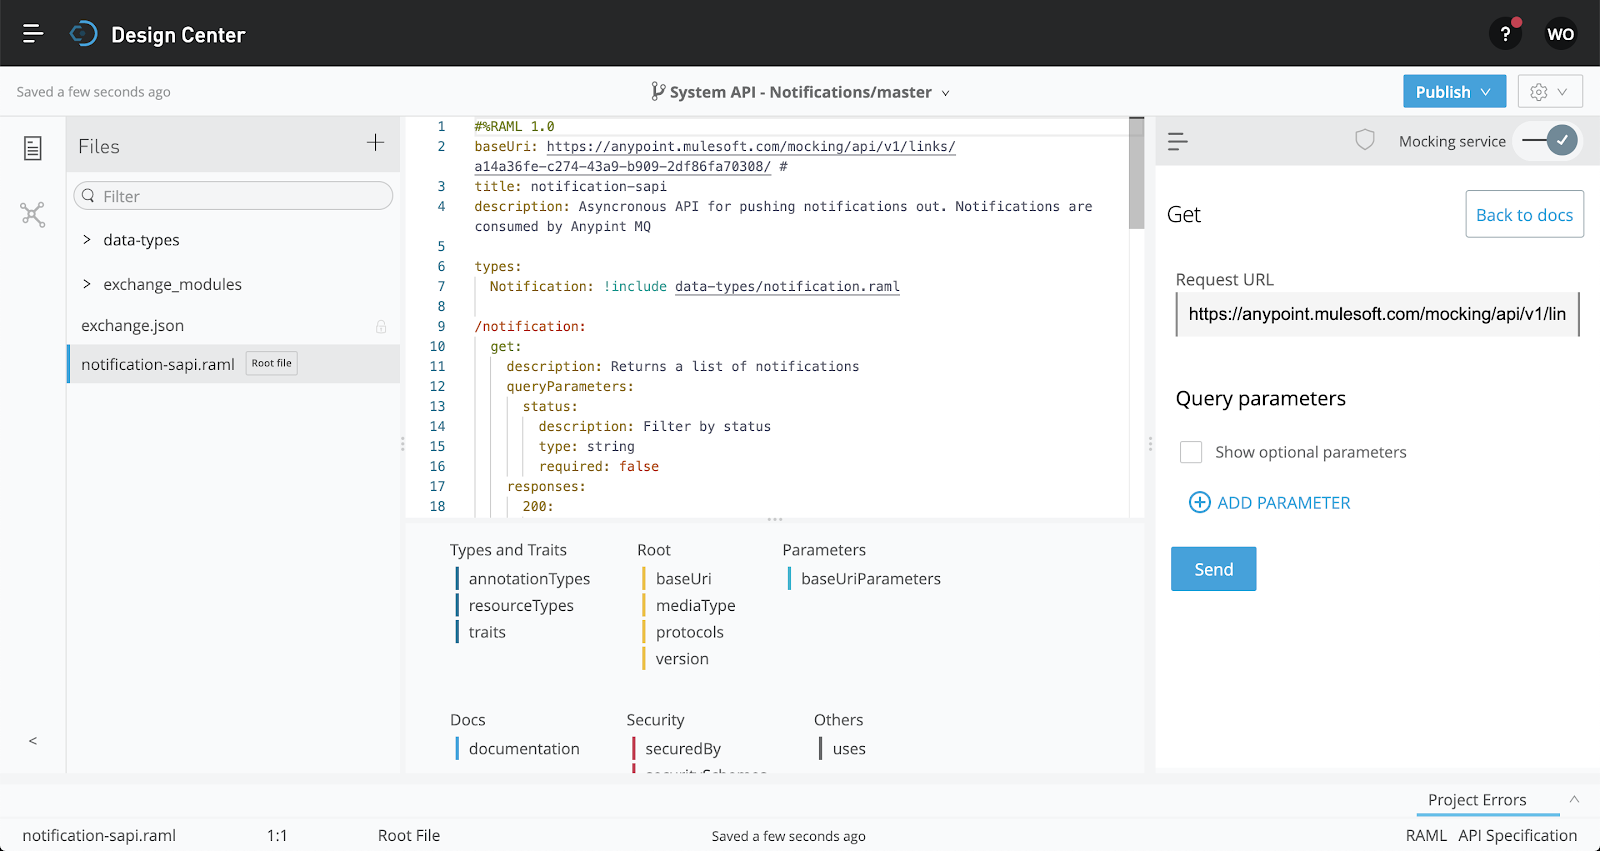 Design Center
?
WO
Saved a few seconds ago
System API - Notifications/master
Publish
Files
Filter
data-types
exchange_modules
exchange.json
notification-sapi.raml Root file
1 #%RAML 1.0
2 baseUri: https://anypoint.mulesoft.com/mocking/api/v1/links/
a14a36fe-c274-43a9-b909-2df86fa70308/ #
3 title: notification-sapi
4 description: Asyncronous API for pushing notifications out. Notifications are
consumed by Anypint MQ
5
6 types:
7 Notification: !include data-types/notification.raml
8
9 /notification:
10 get:
11 description: Returns a list of notifications
12 queryParameters:
13 status:
14 description: Filter by status
15 type: string
16 required: false
17 responses:
18 200:
Types and Traits
annotationTypes
resourceTypes
traits
Root
baseUri
mediaType
protocols
version
Parameters
baseUriParameters
Docs
documentation
Security
securedBy
Others
uses
Mocking service
Get
Back to docs
Request URL
https://anypoint.mulesoft.com/mocking/api/v1/lin
Query parameters
Show optional parameters
ADD PARAMETER
Send
Project Errors
notification-sapi.raml 1:1 Root File Saved a few seconds ago RAML API Specification